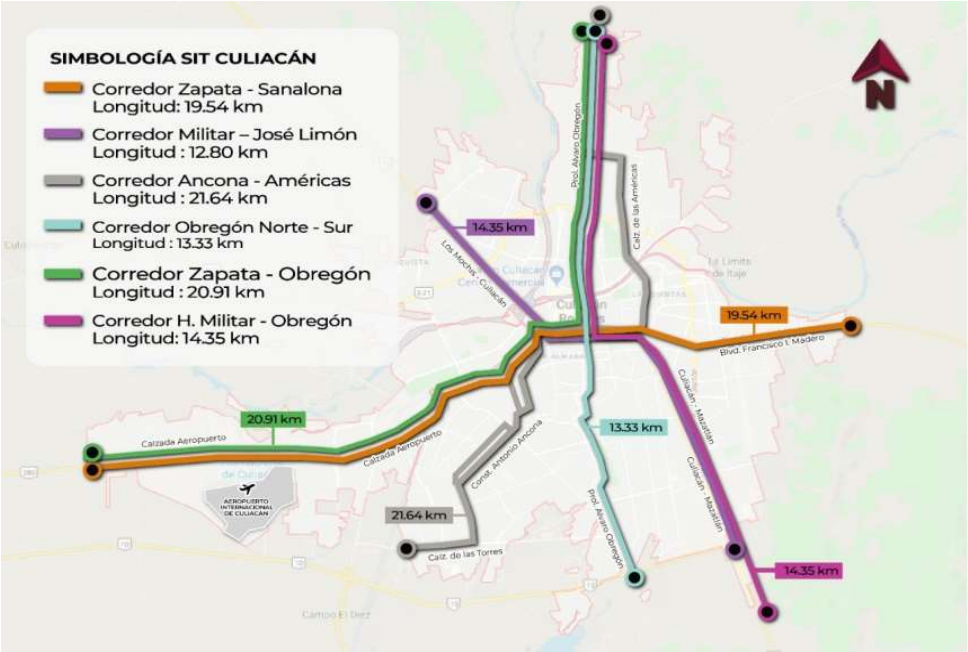 SIMBOLOGÍA SIT CULIACÁN
Corredor Zapata - Sanalona
Longitud: 19.54 km
Corredor Militar – José Limón
Longitud : 12.80 km
Corredor Ancona - Américas
Longitud : 21.64 km
Corredor Obregón Norte - Sur
Longitud : 13.33 km
Corredor Zapata - Obregón
Longitud : 20.91 km
Corredor H. Militar - Obregón
Longitud: 14.35 km
N
Prol. Alvaro Obregón
Calz. de las Américas
14.35 km
Los Mochis - Culiacán
La Limita
de Itaje
19.54 km
Blvd. Francisco I. Madero
20.91 km
Calzada Aeropuerto
Calzada Aeropuerto
Const. Antonio Ancona
13.33 km
Culiacán - Mazatlán
Culiacán - Mazatlán
AEROPUERTO
INTERNACIONAL
DE CULIACÁN
21.64 km
Calz. de las Torres
Prol. Alvaro Obregón
14.35 km
Campo El Diez